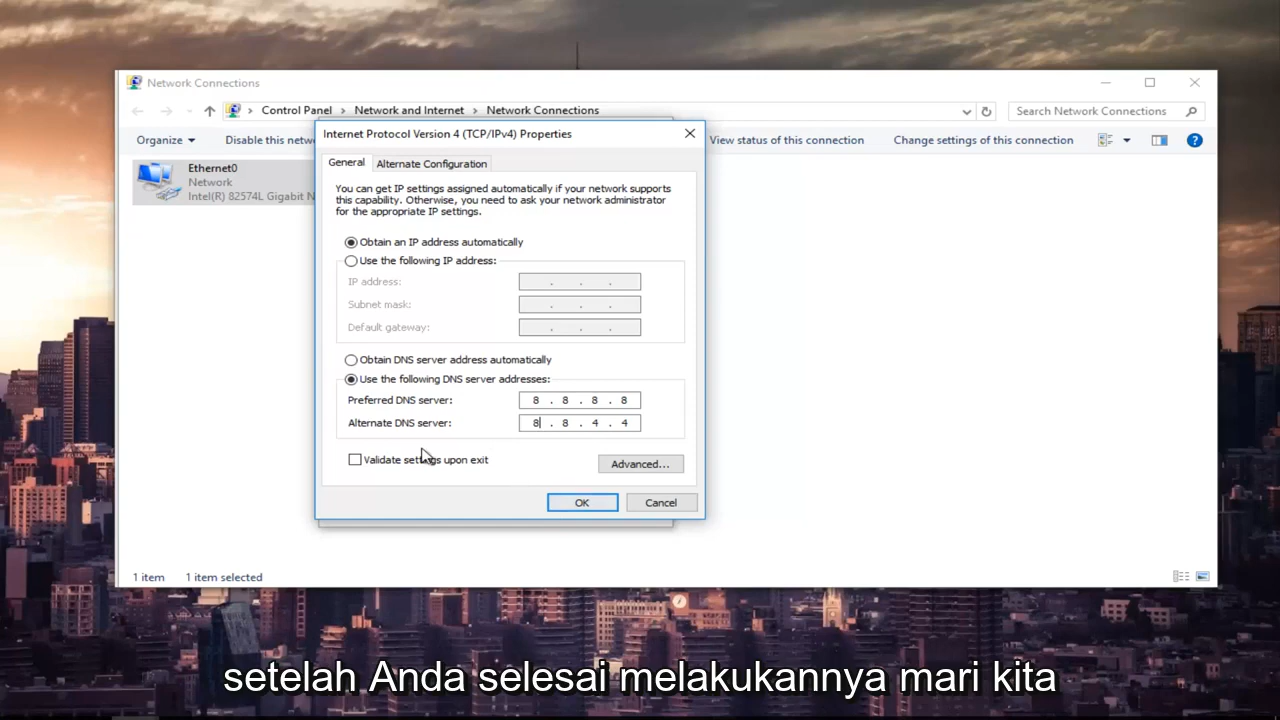 Network Connections
Control Panel > Network and Internet > Network Connections
Search Network Connections
Organize
Disable this netw
View status of this connection
Change settings of this connection
Ethernet0
Network
Intel(R) 82574L Gigabit N
Internet Protocol Version 4 (TCP/IPv4) Properties
General
Alternate Configuration
You can get IP settings assigned automatically if your network supports
this capability. Otherwise, you need to ask your network administrator
for the appropriate IP settings.
Obtain an IP address automatically
Use the following IP address:
IP address: . . .
Subnet mask: . . .
Default gateway: . . .
Obtain DNS server address automatically
Use the following DNS server addresses:
Preferred DNS server: 8 . 8 . 8 . 8
Alternate DNS server: 8 . 8 . 4 . 4
Validate settings upon exit
Advanced...
OK
Cancel
1 item 1 item selected
setelah Anda selesai melakukannya mari kita